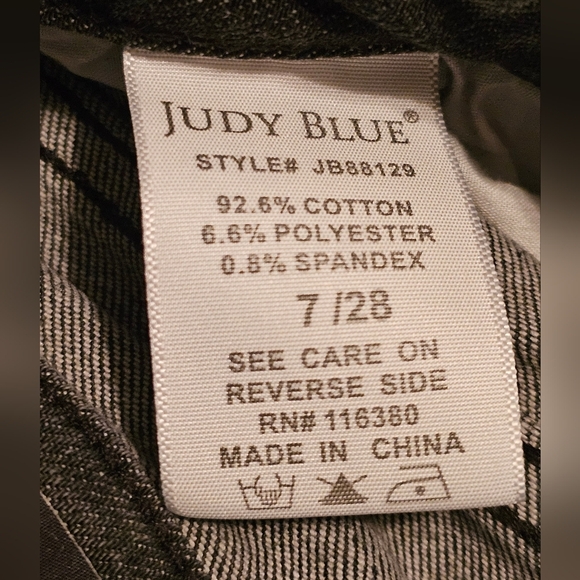 JUDY BLUE®
STYLE# JB88129
92.6% COTTON
6.6% POLYESTER
0.8% SPANDEX
7 /28
SEE CARE ON
REVERSE SIDE
RN# 116380
MADE IN CHINA